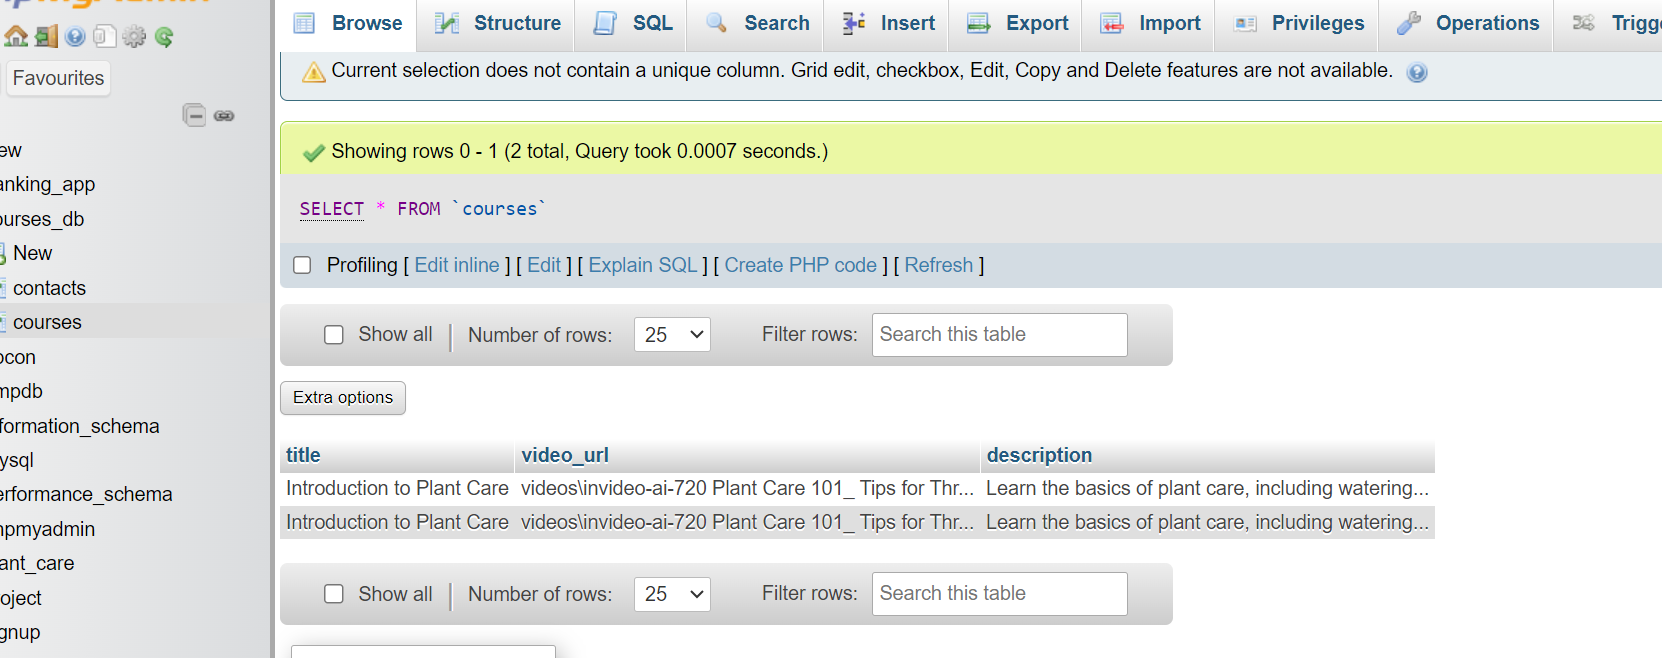 Browse Structure SQL Search Insert Export Import Privileges Operations Trigg
Favourites
Current selection does not contain a unique column. Grid edit, checkbox, Edit, Copy and Delete features are not available.
Showing rows 0 - 1 (2 total, Query took 0.0007 seconds.)
SELECT * FROM `courses`
Profiling [ Edit inline ] [ Edit ] [ Explain SQL ] [ Create PHP code ] [ Refresh ]
ew
anking_app
ourses_db
New
contacts
courses
ocon
mpdb
formation_schema
ysql
erformance_schema
npmyadmin
ant_care
oject
gnup
Show all Number of rows: 25 Filter rows: Search this table
Extra options
title video_url description
Introduction to Plant Care videos\invideo-ai-720 Plant Care 101_ Tips for Thr... Learn the basics of plant care, including watering...
Introduction to Plant Care videos\invideo-ai-720 Plant Care 101_ Tips for Thr... Learn the basics of plant care, including watering...
Show all Number of rows: 25 Filter rows: Search this table